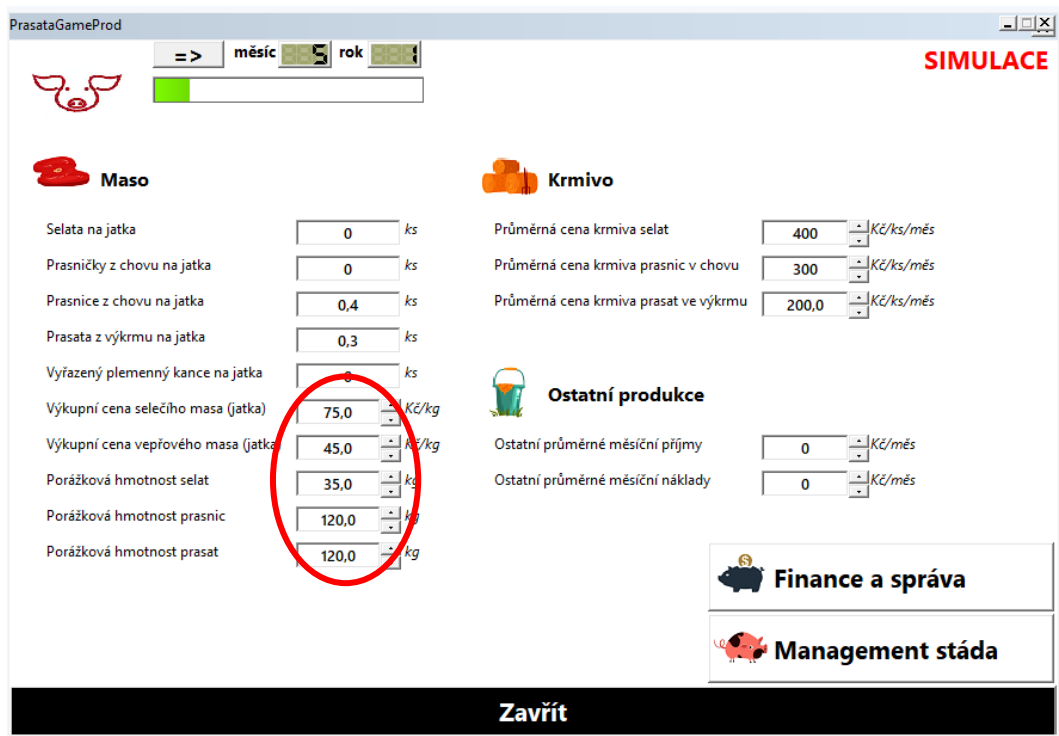 PrasataGameProd
=> měsíc 5 rok 1
SIMULACE
Maso
Selata na jatka 0 ks
Prasničky z chovu na jatka 0 ks
Prasnice z chovu na jatka 0,4 ks
Prasata z výkrmu na jatka 0,3 ks
Vyřazený plemenný kance na jatka 0 ks
Výkupní cena selečího masa (jatka) 75,0 Kč/kg
Výkupní cena vepřového masa (jatka) 45,0 Kč/kg
Porážková hmotnost selat 35,0 kg
Porážková hmotnost prasnic 120,0 kg
Porážková hmotnost prasat 120,0 kg
Krmivo
Průměrná cena krmiva selat 400 Kč/ks/měs
Průměrná cena krmiva prasnic v chovu 300 Kč/ks/měs
Průměrná cena krmiva prasat ve výkrmu 200,0 Kč/ks/měs
Ostatní produkce
Ostatní průměrné měsíční příjmy 0 Kč/měs
Ostatní průměrné měsíční náklady 0 Kč/měs
Finance a správa
Management stáda
Zavřít